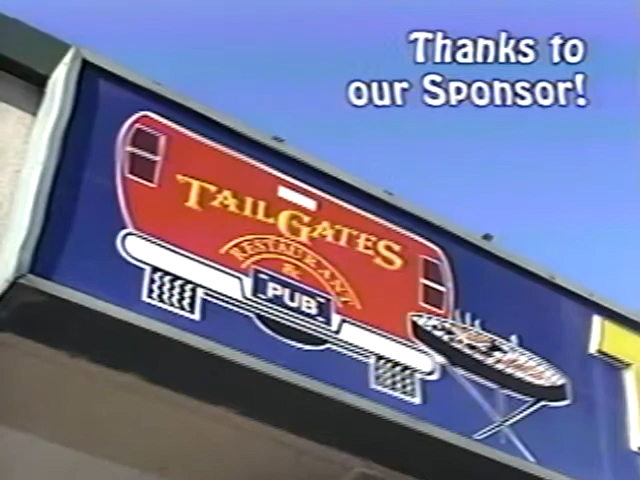 Thanks to
our Sponsor!
TAILGATES
RESTAURANT
&
PUB